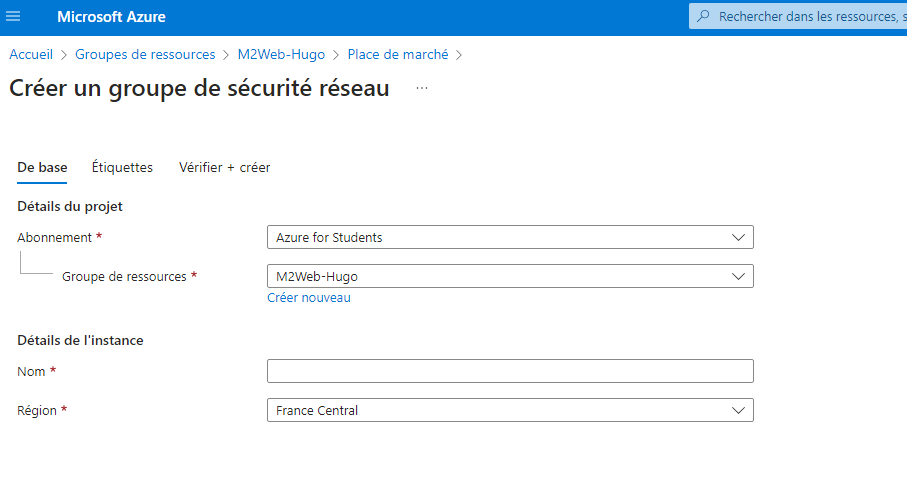 Microsoft Azure
Rechercher dans les ressources, s
Accueil > Groupes de ressources > M2Web-Hugo > Place de marché >
Créer un groupe de sécurité réseau ...
De base Étiquettes Vérifier + créer
Détails du projet
Abonnement * Azure for Students
Groupe de ressources * M2Web-Hugo
Créer nouveau
Détails de l'instance
Nom *
Région * France Central